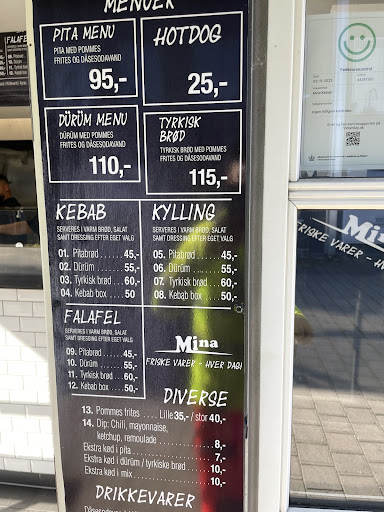 MENUER
PITA MENU
PITA MED POMMES
FRITES OG DÅSESODAVAND
95,-
HOTDOG
25,-
DÜRÜM MENU
DÜRÜM MED POMMES
FRITES OG DÅSESODAVAND
110,-
TYRKISK
BRØD
TYRKISK BRØD MED POMMES
FRITES OG DÅSESODAVAND
115,-
KEBAB
SERVERES I VARM BRØD, SALAT
SAMT DRESSING EFTER EGET VALG
01. Pitabrød ..... 45,-
02. Dürüm ..... 55,-
03. Tyrkisk brød . 60,-
04. Kebab box .... 50,-
KYLLING
SERVERES I VARM BRØD, SALAT
SAMT DRESSING EFTER EGET VALG
05. Pitabrød ...... 45,-
06. Dürüm ...... 55,-
07. Tyrkisk brød . 60,-
08. Kebab box .... 50,-
FALAFEL
SERVERES I VARM BRØD, SALAT
SAMT DRESSING EFTER EGET VALG
09. Pitabrød ..... 45,-
10. Dürüm ...... 55,-
11. Tyrkisk brød . 60,-
12. Kebab box .... 50,-
Mina
FRISKE VARER - HVER DAG!
DIVERSE
13. Pommes frites .... Lille 35,- / stor 40,-
14. Dip: Chili, mayonnaise,
ketchup, remoulade ........... 8,-
Ekstra kød i pita ................. 7,-
Ekstra kød i dürüm / tyrkiske brød ..... 10,-
Ekstra kød i mix ................. 10,-
DRIKKEVARER
FALAFEL
Mina
FRISKE VARER - HVER